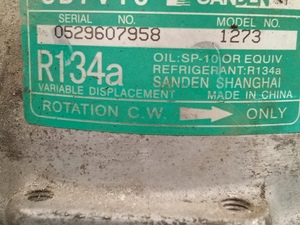 SD7V16 SANDEN
SERIAL NO. MODEL NO.
0529607958 1273
R134a OIL:SP-10 OR EQUIV
REFRIGERANT:R134a
VARIABLE DISPLACEMENT SANDEN SHANGHAI
MADE IN CHINA
ROTATION C.W. ONLY